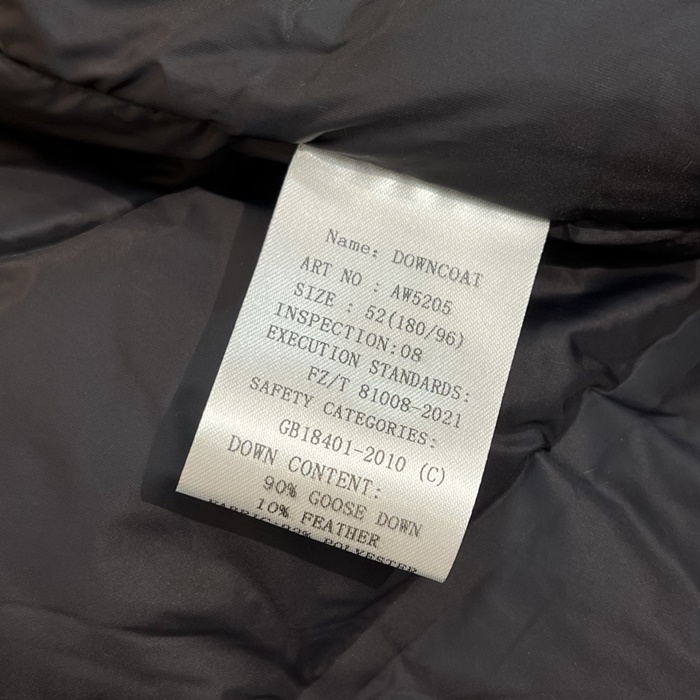 Name: DOWNCOAT
ART NO : AW5205
SIZE : 52(180/96)
INSPECTION:08
EXECUTION STANDARDS:
FZ/T 81008-2021
SAFETY CATEGORIES:
GB18401-2010 (C)
DOWN CONTENT:
90% GOOSE DOWN
10% FEATHER
POLYESTER